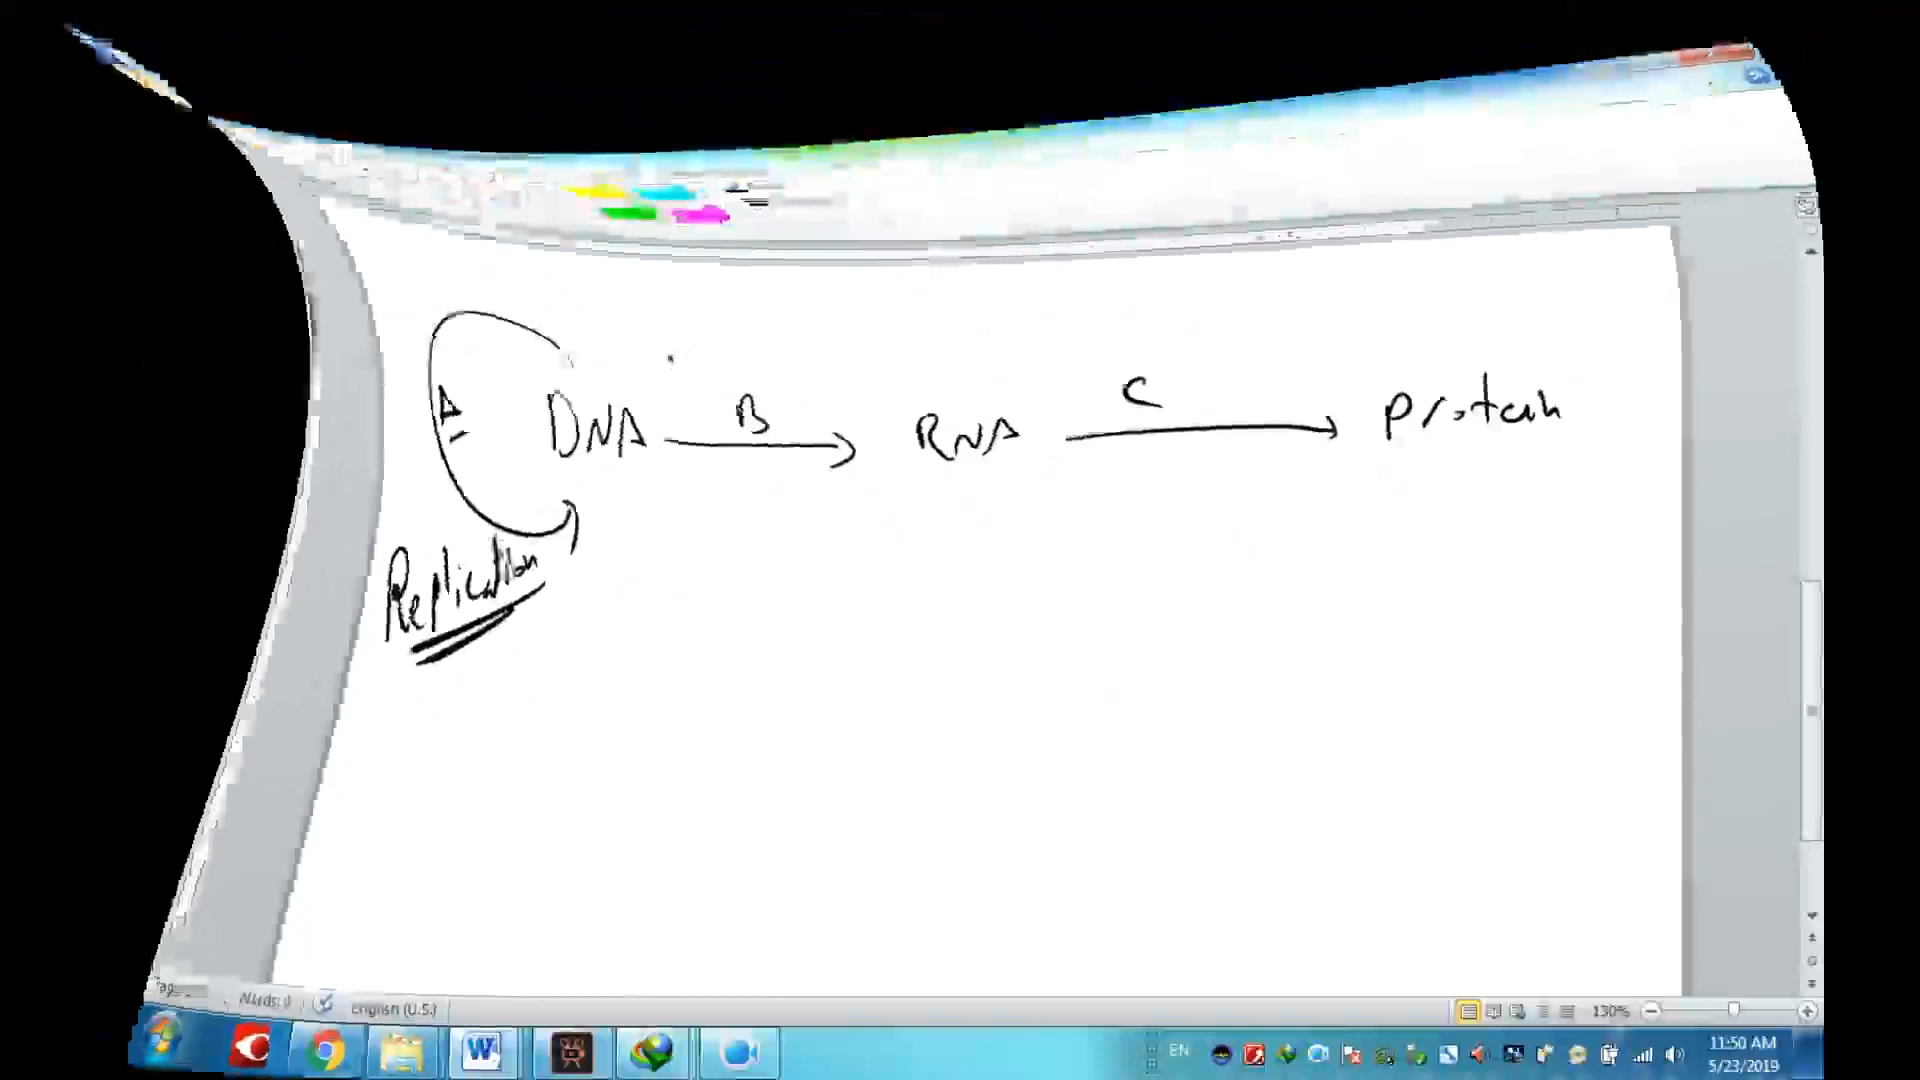 A
DNA B RNA C Protein
Replication
English (U.S.)
130%
EN
11:50 AM
5/23/2019